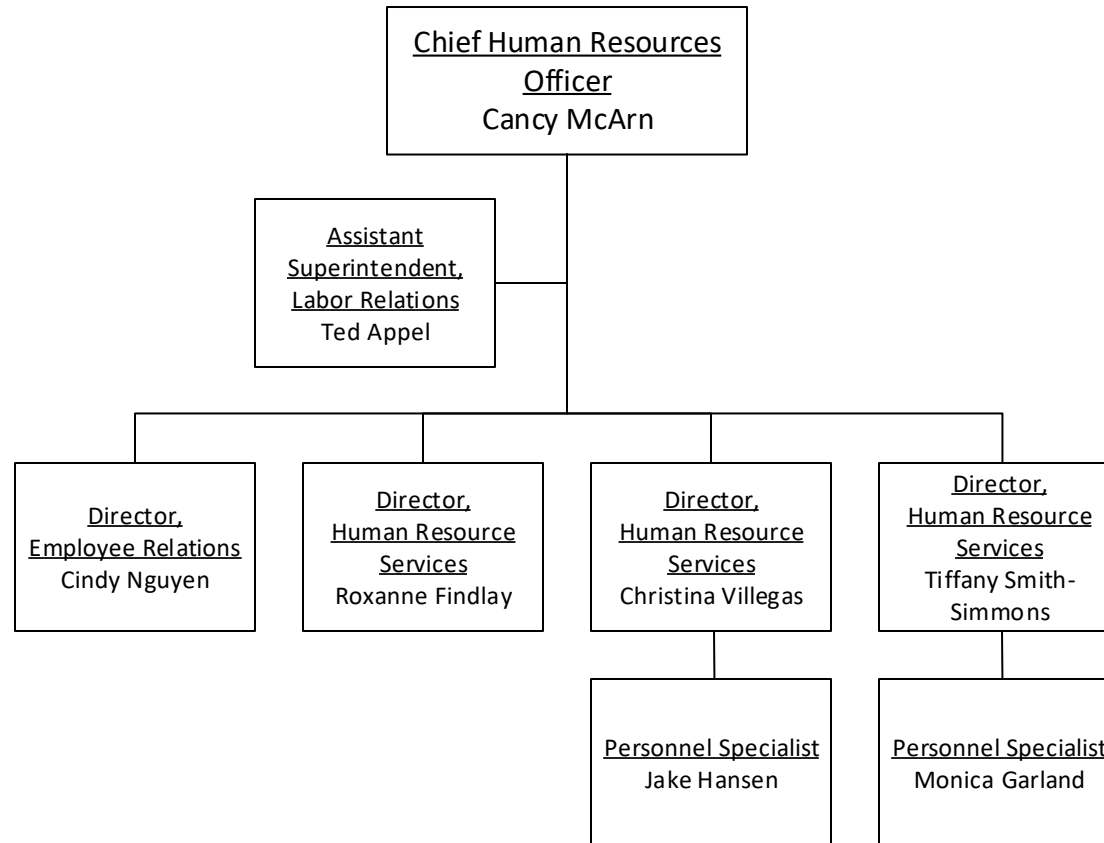 Chief Human Resources
Officer
Cancy McArn
Assistant
Superintendent,
Labor Relations
Ted Appel
Director,
Employee Relations
Cindy Nguyen
Director,
Human Resource
Services
Roxanne Findlay
Director,
Human Resource
Services
Christina Villegas
Director,
Human Resource
Services
Tiffany Smith-
Simmons
Personnel Specialist
Jake Hansen
Personnel Specialist
Monica Garland